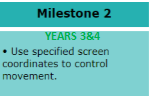 Milestone 2
YEARS 3&4
• Use specified screen
coordinates to control
movement.